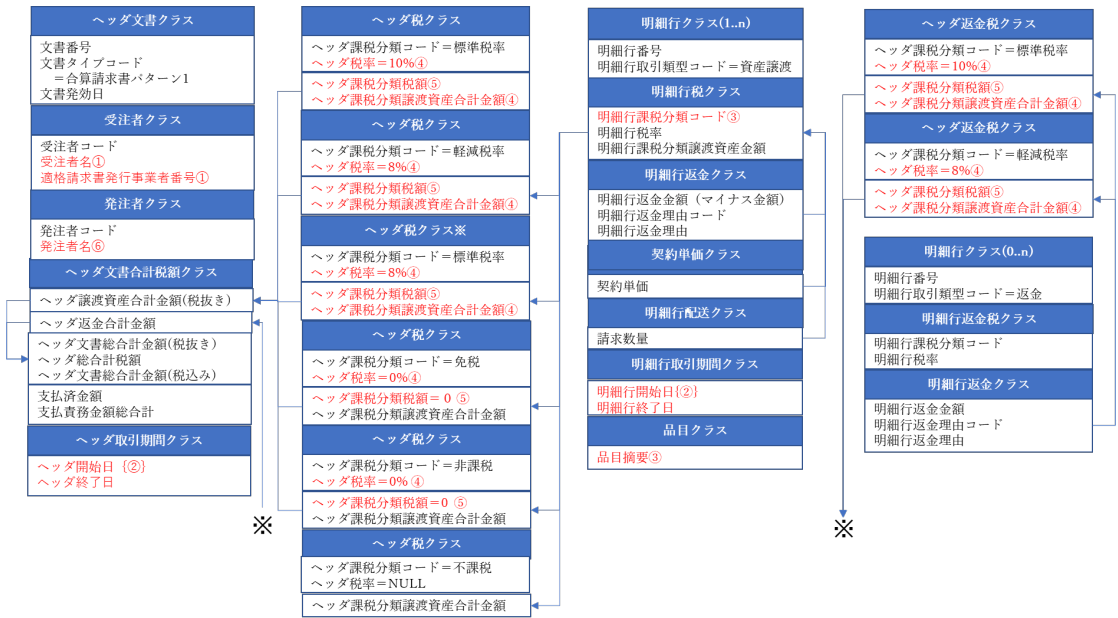 ヘッダ文書クラス
文書番号
文書タイプコード
＝合算請求書パターン1
文書発効日
受注者クラス
受注者コード
受注者名①
適格請求書発行事業者番号①
発注者クラス
発注者コード
発注者名⑥
ヘッダ文書合計税額クラス
ヘッダ譲渡資産合計金額(税抜き)
ヘッダ返金合計金額
ヘッダ文書総合計金額(税抜き)
ヘッダ総合計税額
ヘッダ文書総合計金額(税込み)
支払済金額
支払責務金額総合計
ヘッダ取引期間クラス
ヘッダ開始日｛②｝
ヘッダ終了日
※
ヘッダ税クラス
ヘッダ課税分類コード＝標準税率
ヘッダ税率＝10%④
ヘッダ課税分類税額⑤
ヘッダ課税分類譲渡資産合計金額④
ヘッダ税クラス
ヘッダ課税分類コード＝軽減税率
ヘッダ税率＝8%④
ヘッダ課税分類税額⑤
ヘッダ課税分類譲渡資産合計金額④
ヘッダ税クラス※
ヘッダ課税分類コード＝標準税率
ヘッダ税率＝8%④
ヘッダ課税分類税額⑤
ヘッダ課税分類譲渡資産合計金額④
ヘッダ税クラス
ヘッダ課税分類コード＝免税
ヘッダ税率＝0%④
ヘッダ課税分類税額＝ 0 ⑤
ヘッダ課税分類譲渡資産合計金額
ヘッダ税クラス
ヘッダ課税分類コード＝非課税
ヘッダ税率＝0% ④
ヘッダ課税分類税額＝0 ⑤
ヘッダ課税分類譲渡資産合計金額
ヘッダ税クラス
ヘッダ課税分類コード＝不課税
ヘッダ税率＝NULL
ヘッダ課税分類譲渡資産合計金額
明細行クラス(1..n)
明細行番号
明細行取引類型コード＝資産譲渡
明細行税クラス
明細行課税分類コード③
明細行税率
明細行課税分類譲渡資産金額
明細行返金クラス
明細行返金金額（マイナス金額）
明細行返金理由コード
明細行返金理由
契約単価クラス
契約単価
明細行配送クラス
請求数量
明細行取引期間クラス
明細行開始日{②}
明細行終了日
品目クラス
品目摘要③
ヘッダ返金税クラス
ヘッダ課税分類コード＝標準税率
ヘッダ税率＝10%④
ヘッダ課税分類税額⑤
ヘッダ課税分類譲渡資産合計金額④
ヘッダ返金税クラス
ヘッダ課税分類コード＝軽減税率
ヘッダ税率＝8%④
ヘッダ課税分類税額⑤
ヘッダ課税分類譲渡資産合計金額④
明細行クラス(0..n)
明細行番号
明細行取引類型コード＝返金
明細行返金税クラス
明細行課税分類コード
明細行税率
明細行返金クラス
明細行返金金額
明細行返金理由コード
明細行返金理由
※